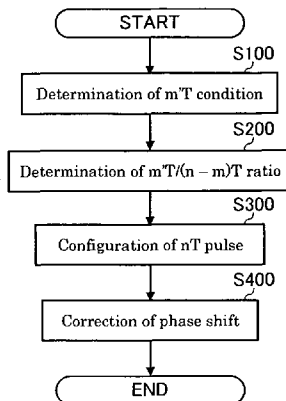 START
S100
Determination of m'T condition
S200
Determination of m'T/(n – m)T ratio
S300
Configuration of nT pulse
S400
Correction of phase shift
END